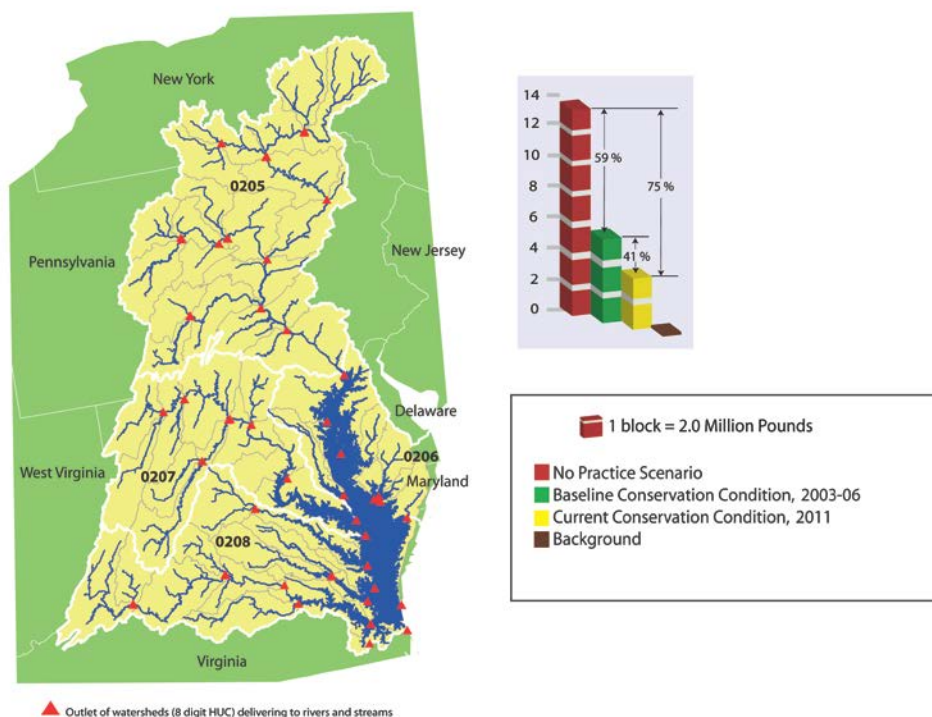 New York
0205
Pennsylvania
New Jersey
Delaware
0206
Maryland
West Virginia
0207
0208
Virginia
Outlet of watersheds (8 digit HUC) delivering to rivers and streams
14
12
10
8
6
4
2
0
59 %
75 %
41 %
1 block = 2.0 Million Pounds
No Practice Scenario
Baseline Conservation Condition, 2003-06
Current Conservation Condition, 2011
Background